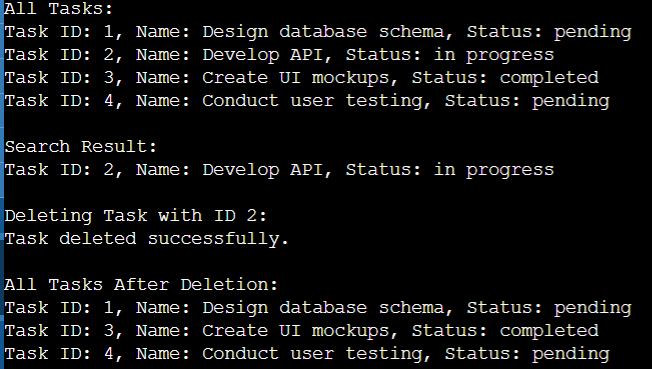 All Tasks:
Task ID: 1, Name: Design database schema, Status: pending
Task ID: 2, Name: Develop API, Status: in progress
Task ID: 3, Name: Create UI mockups, Status: completed
Task ID: 4, Name: Conduct user testing, Status: pending

Search Result:
Task ID: 2, Name: Develop API, Status: in progress

Deleting Task with ID 2:
Task deleted successfully.

All Tasks After Deletion:
Task ID: 1, Name: Design database schema, Status: pending
Task ID: 3, Name: Create UI mockups, Status: completed
Task ID: 4, Name: Conduct user testing, Status: pending